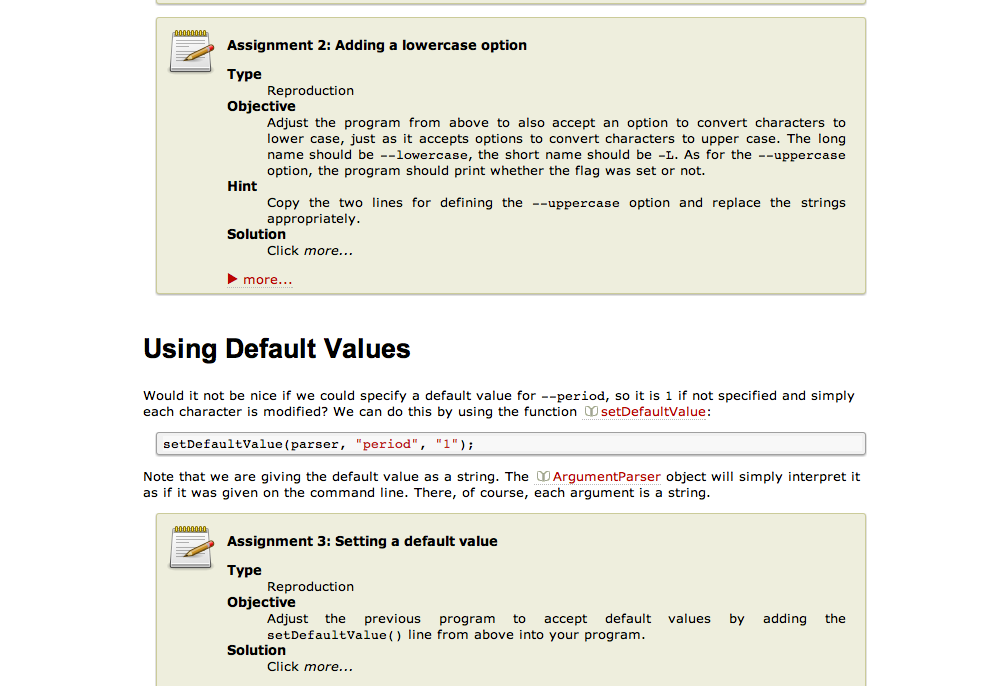 Assignment 2: Adding a lowercase option
Type
Reproduction
Objective
Adjust the program from above to also accept an option to convert characters to
lower case, just as it accepts options to convert characters to upper case. The long
name should be --lowercase, the short name should be -L. As for the --uppercase
option, the program should print whether the flag was set or not.
Hint
Copy the two lines for defining the --uppercase option and replace the strings
appropriately.
Solution
Click more...
more...
Using Default Values
Would it not be nice if we could specify a default value for --period, so it is 1 if not specified and simply
each character is modified? We can do this by using the function setDefaultValue:
setDefaultValue(parser, "period", "1");
Note that we are giving the default value as a string. The ArgumentParser object will simply interpret it
as if it was given on the command line. There, of course, each argument is a string.
Assignment 3: Setting a default value
Type
Reproduction
Objective
Adjust the previous program to accept default values by adding the
setDefaultValue() line from above into your program.
Solution
Click more...